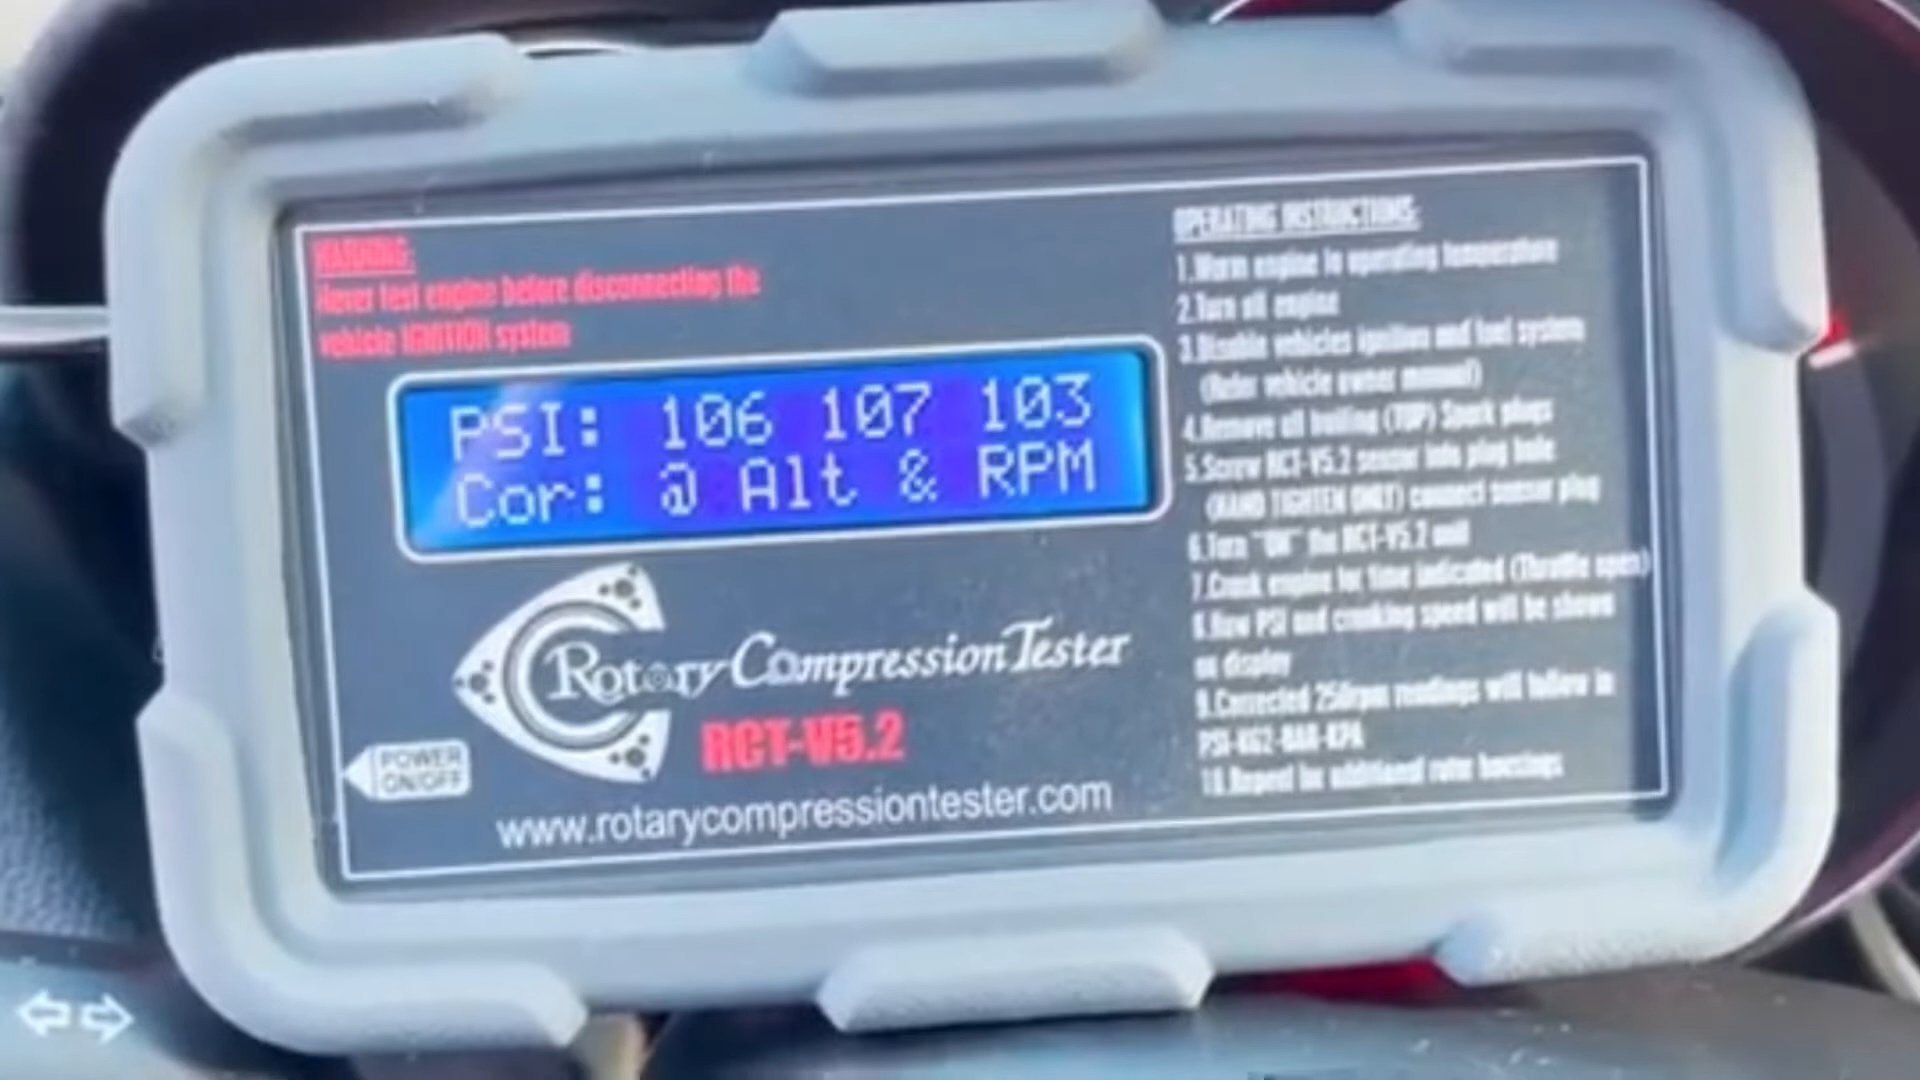 WARNING:
Never test engine before disconnecting the
vehicle IGNITION system
PSI: 106 107 103
Cor: @ Alt & RPM
Rotary Compression Tester
RCT-V5.2
POWER
ON/OFF
www.rotarycompressiontester.com
OPERATING INSTRUCTIONS:
1.Warm engine to operating temperature
2.Turn off engine
3.Disable vehicles ignition and fuel system
(Refer vehicle owner manual)
4.Remove all trailing (TOP) Spark plugs
5.Screw RCT-V5.2 sensor into plug hole
(HAND TIGHTEN ONLY) connect sensor plug
6.Turn "ON" the RCT-V5.2 unit
7.Crank engine for time indicated (Throttle open)
8.Raw PSI and cranking speed will be shown
on display
9.Corrected 250rpm readings will follow in
PSI-KG2-BAR-KPA
10.Repeat for additional rotor housings